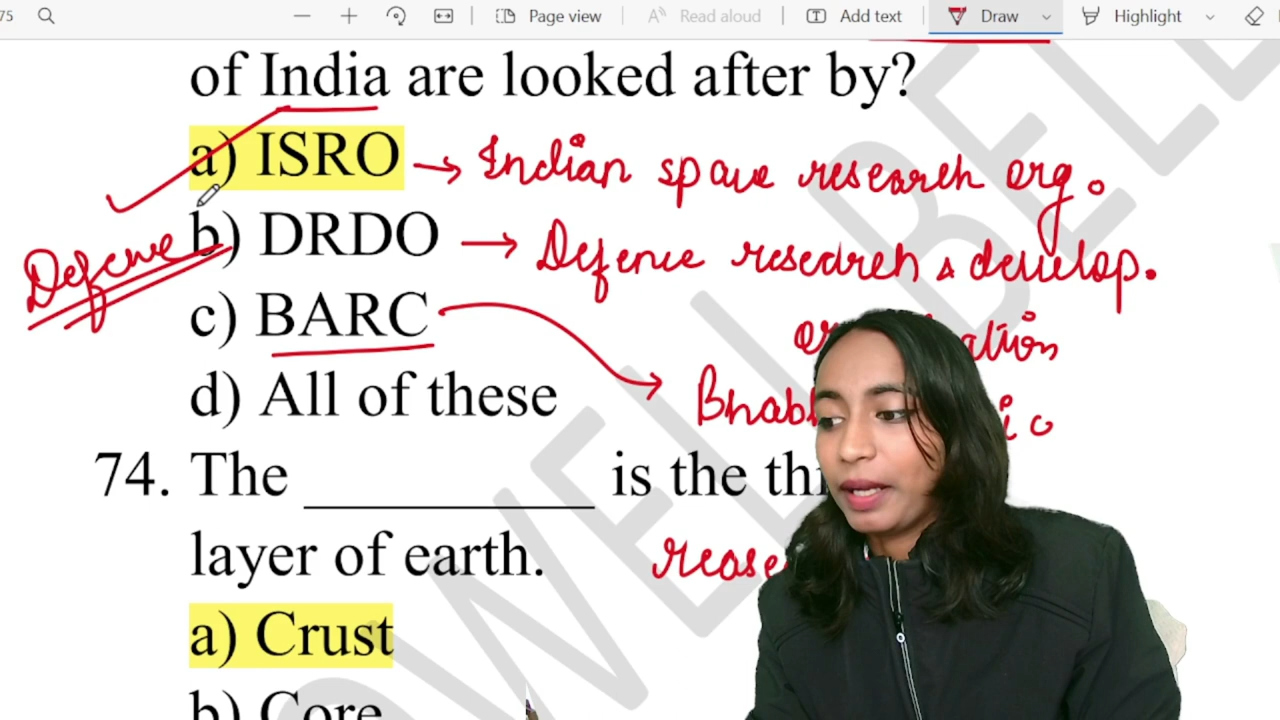 75 Page view Read aloud Add text Draw Highlight
of India are looked after by?
a) ISRO → Indian space research org.
b) DRDO → Defence research & develop.
Defence
c) BARC
d) All of these
74. The ____________ is the
layer of earth.
a) Crust
b) Core